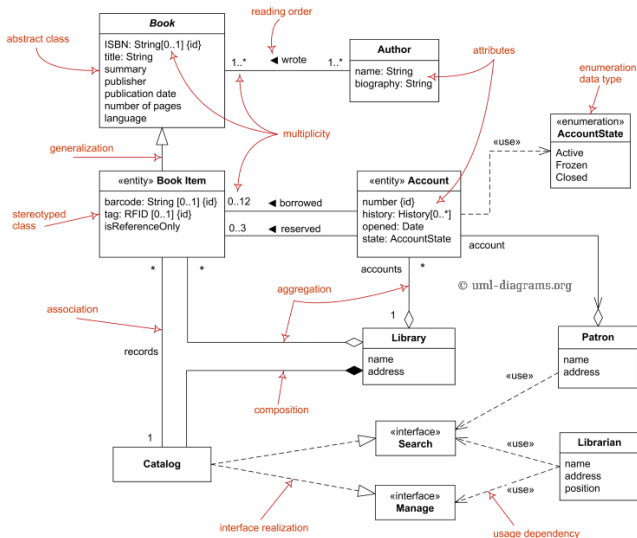 Book
reading order
abstract class
ISBN: String[0..1] {id}
title: String
summary
publisher
publication date
number of pages
language
1..*
◄ wrote
1..*
Author
name: String
biography: String
attributes
enumeration
data type
multiplicity
generalization
«enumeration»
AccountState
Active
Frozen
Closed
«use»
stereotyped
class
«entity» Book Item
barcode: String [0..1] {id}
tag: RFID [0..1] {id}
isReferenceOnly
0..12
◄ borrowed
0..3
◄ reserved
«entity» Account
number {id}
history: History[0..*]
opened: Date
state: AccountState
account
*
*
accounts
*
© uml-diagrams.org
association
aggregation
records
1
Library
name
address
Patron
name
address
composition
«use»
1
Catalog
«interface»
Search
«use»
Librarian
name
address
position
«interface»
Manage
«use»
interface realization
usage dependency